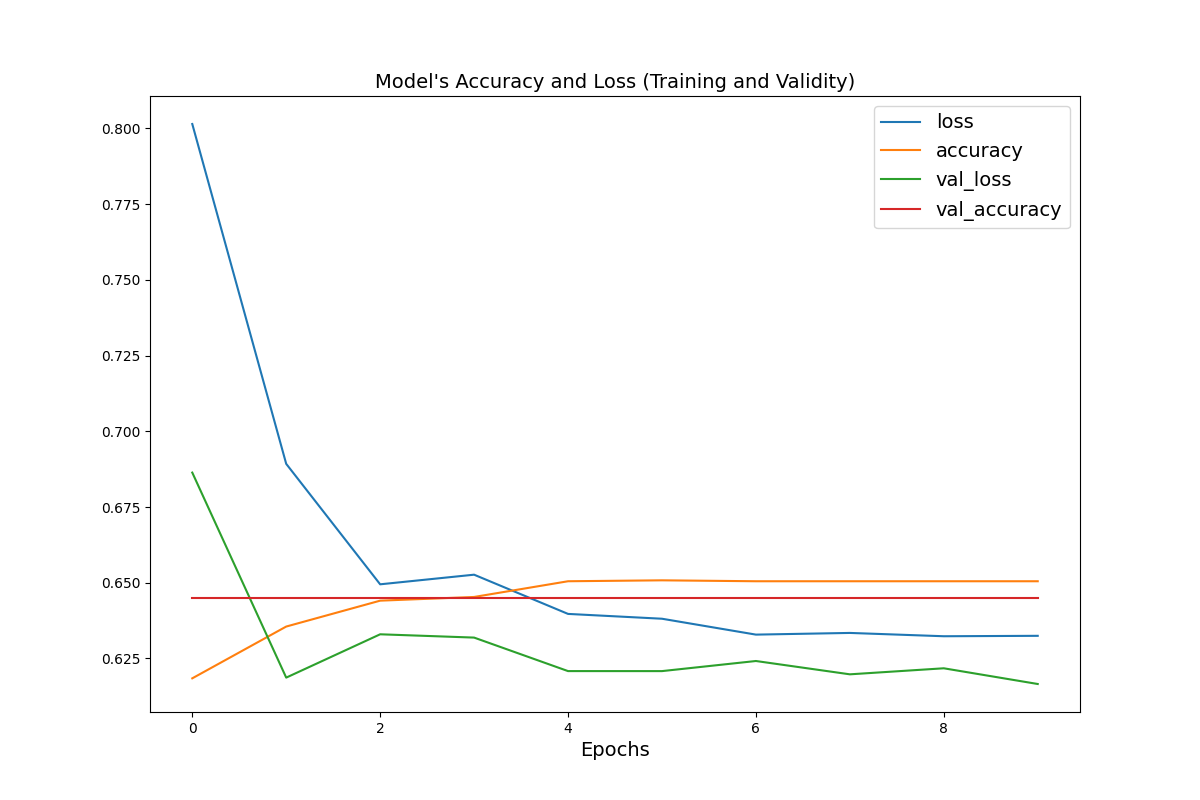 Model's Accuracy and Loss (Training and Validity)
loss
accuracy
val_loss
val_accuracy
0.800
0.775
0.750
0.725
0.700
0.675
0.650
0.625
0 2 4 6 8
Epochs